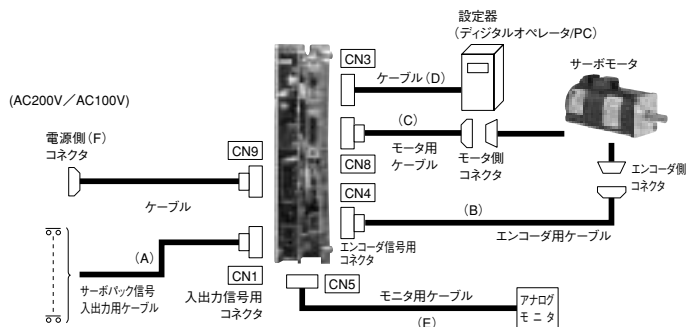 設定器
(ディジタルオペレータ/PC)
CN3
ケーブル(D)
サーボモータ
(AC200V/AC100V)
電源側(F)
コネクタ
CN9
(C)
モータ用
ケーブル
モータ側
コネクタ
CN8
エンコーダ側
コネクタ
CN4
ケーブル
(B)
エンコーダ信号用
コネクタ
エンコーダ用ケーブル
(A)
サーボパック信号
入出力用ケーブル
CN1
入出力信号用
コネクタ
CN5
モニタ用ケーブル
(E)
アナログ
モニタ